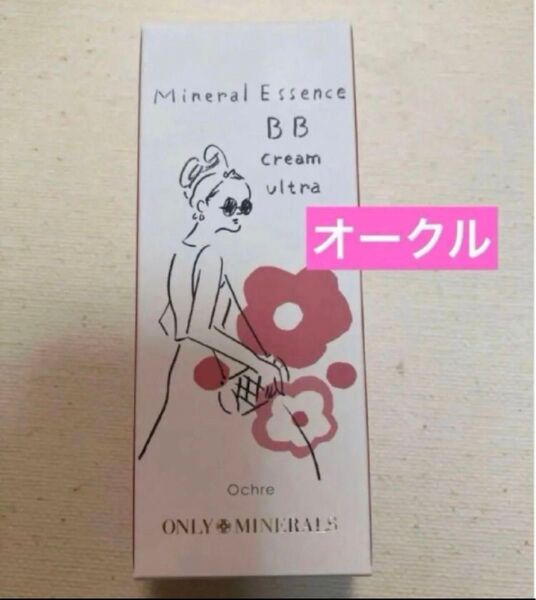 Mineral Essence
BB
cream
ultra
オークル
Ochre
ONLY MINERALS